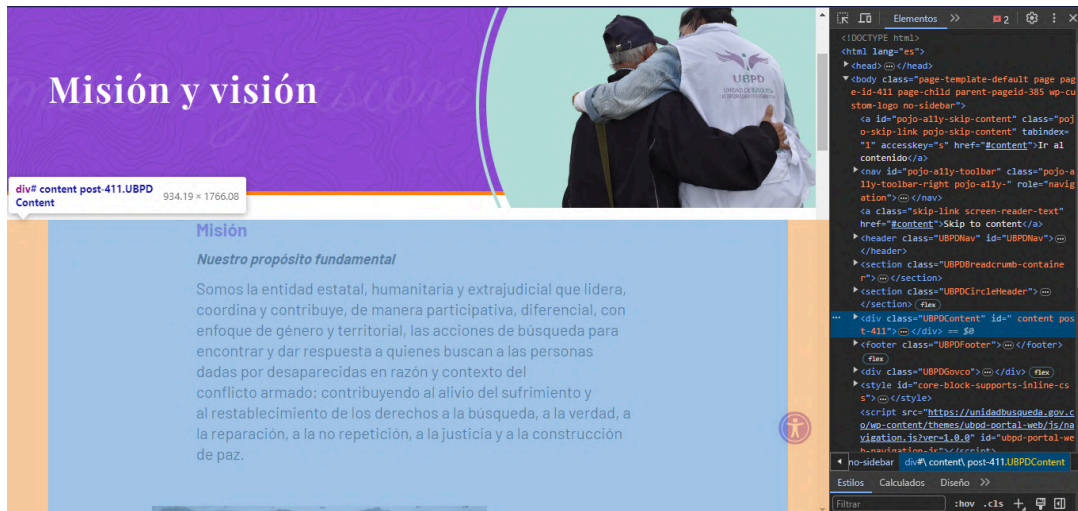 Misión y visión
UBPD
UNIDAD DE BÚSQUEDA
div# content post-411.UBPD
Content
934.19 × 1766.08
Misión
Nuestro propósito fundamental
Somos la entidad estatal, humanitaria y extrajudicial que lidera,
coordina y contribuye, de manera participativa, diferencial, con
enfoque de género y territorial, las acciones de búsqueda para
encontrar y dar respuesta a quienes buscan a las personas
dadas por desaparecidas en razón y contexto del
conflicto armado; contribuyendo al alivio del sufrimiento y
al restablecimiento de los derechos a la búsqueda, a la verdad, a
la reparación, a la no repetición, a la justicia y a la construcción
de paz.
Elementos
2
<!DOCTYPE html>
<html lang="es">
<head> </head>
<body class="page-template-default page pag
e-id-411 page-child parent-pageid-385 wp-cu
stom-logo no-sidebar">
<a id="pojo-a11y-skip-content" class="poj
o-skip-link pojo-skip-content" tabindex=
"1" accesskey="s" href="#content">Ir al
contenido</a>
<nav id="pojo-a11y-toolbar" class="pojo-a
11y-toolbar-right pojo-a11y-" role="navig
ation"> </nav>
<a class="skip-link screen-reader-text"
href="#content">Skip to content</a>
<header class="UBPDNav" id="UBPDNav">
</header>
<section class="UBPDBreadcrumb-containe
r"> </section>
<section class="UBPDCircleHeader">
</section> flex
<div class="UBPDContent" id=" content pos
t-411"> </div> == $0
<footer class="UBPDFooter"> </footer>
flex
<div class="UBPDGovco"> </div> flex
<style id="core-block-supports-inline-cs
s"> </style>
<script src="https://unidadbusqueda.gov.c
o/wp-content/themes/ubpd-portal-web/js/na
vigation.js?ver=1.0.0" id="ubpd-portal-we
b-navigation-js"></script>
no-sidebar div#\ content\ post-411.UBPDContent
Estilos Calculados Diseño
Filtrar :hov .cls